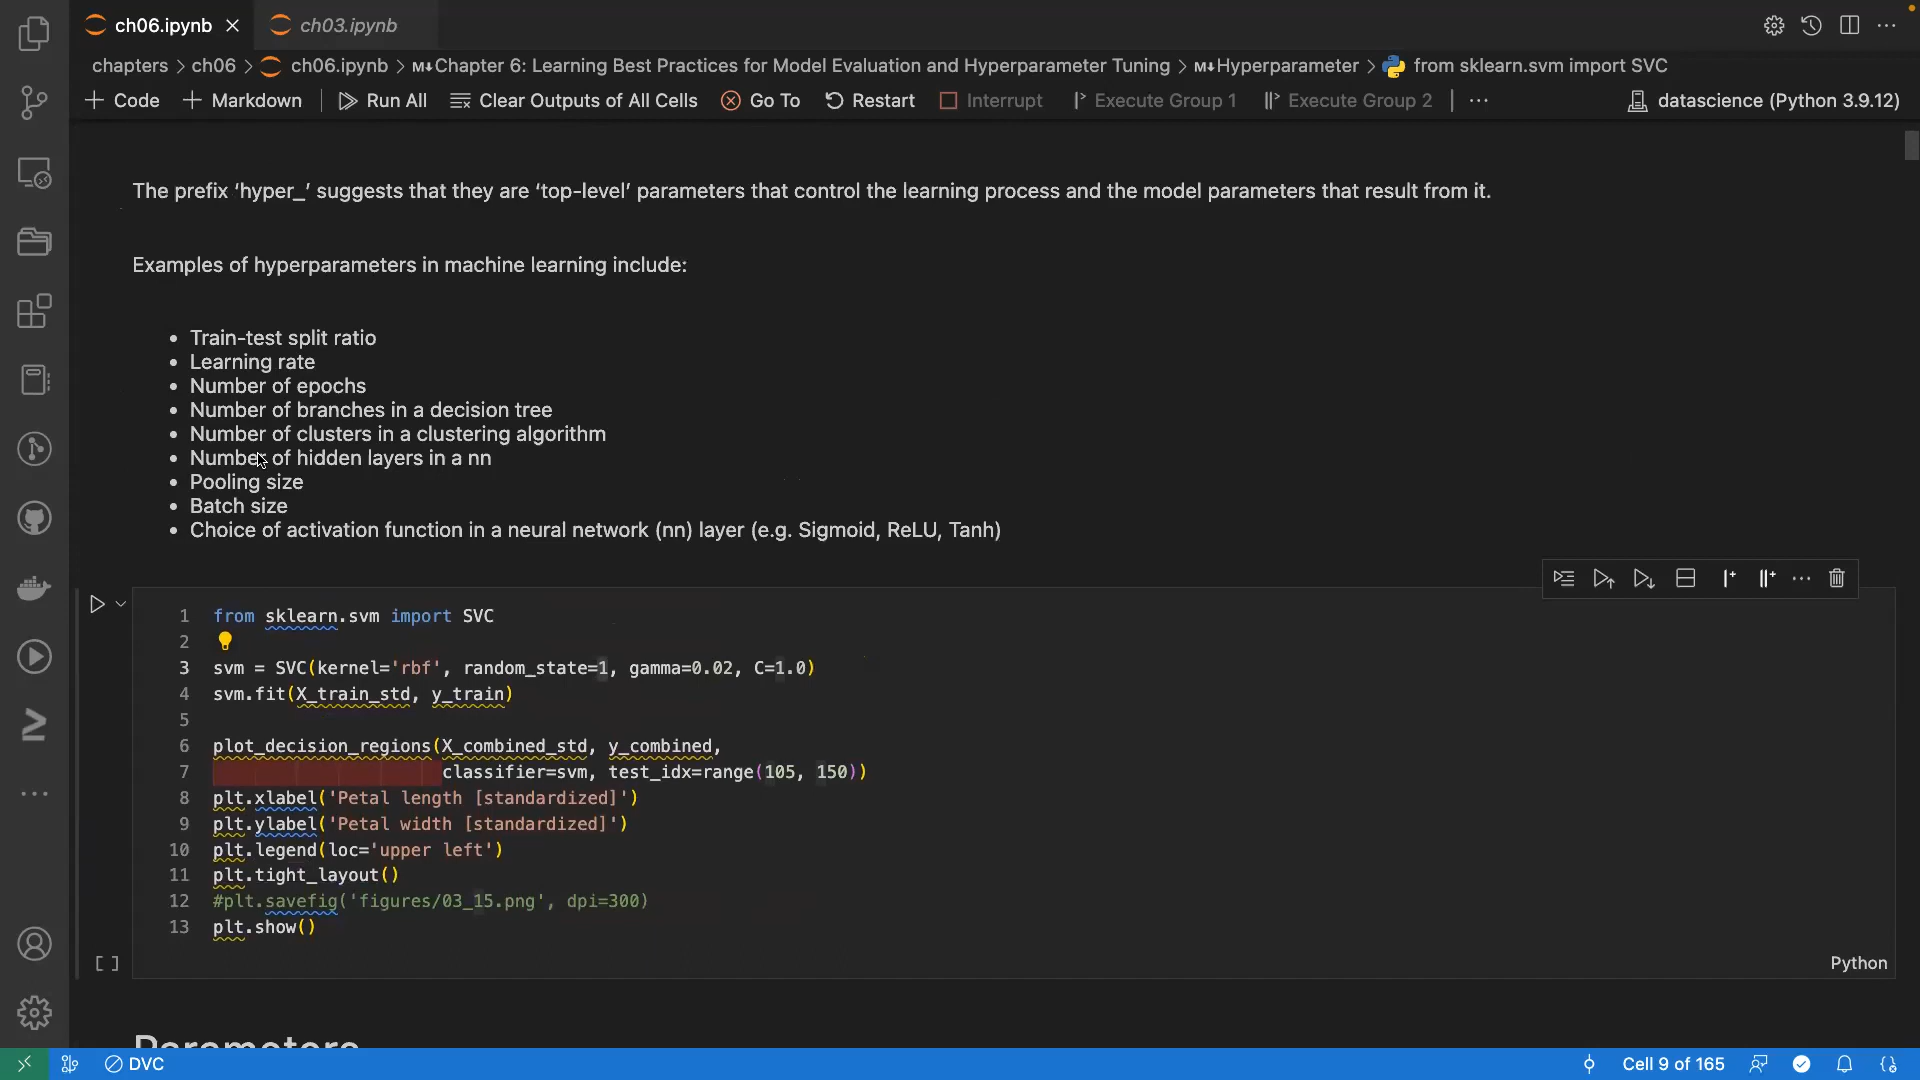 ch06.ipynb ch03.ipynb
chapters > ch06 > ch06.ipynb > M↓Chapter 6: Learning Best Practices for Model Evaluation and Hyperparameter Tuning > M↓Hyperparameter > from sklearn.svm import SVC
+ Code + Markdown Run All Clear Outputs of All Cells Go To Restart Interrupt Execute Group 1 Execute Group 2 ... datascience (Python 3.9.12)
The prefix ‘hyper_’ suggests that they are ‘top-level’ parameters that control the learning process and the model parameters that result from it.
Examples of hyperparameters in machine learning include:
• Train-test split ratio
• Learning rate
• Number of epochs
• Number of branches in a decision tree
• Number of clusters in a clustering algorithm
• Number of hidden layers in a nn
• Pooling size
• Batch size
• Choice of activation function in a neural network (nn) layer (e.g. Sigmoid, ReLU, Tanh)
1 from sklearn.svm import SVC
2
3 svm = SVC(kernel='rbf', random_state=1, gamma=0.02, C=1.0)
4 svm.fit(X_train_std, y_train)
5
6 plot_decision_regions(X_combined_std, y_combined,
7 classifier=svm, test_idx=range(105, 150))
8 plt.xlabel('Petal length [standardized]')
9 plt.ylabel('Petal width [standardized]')
10 plt.legend(loc='upper left')
11 plt.tight_layout()
12 #plt.savefig('figures/03_15.png', dpi=300)
13 plt.show()
[ ] Python
Parameters
DVC Cell 9 of 165